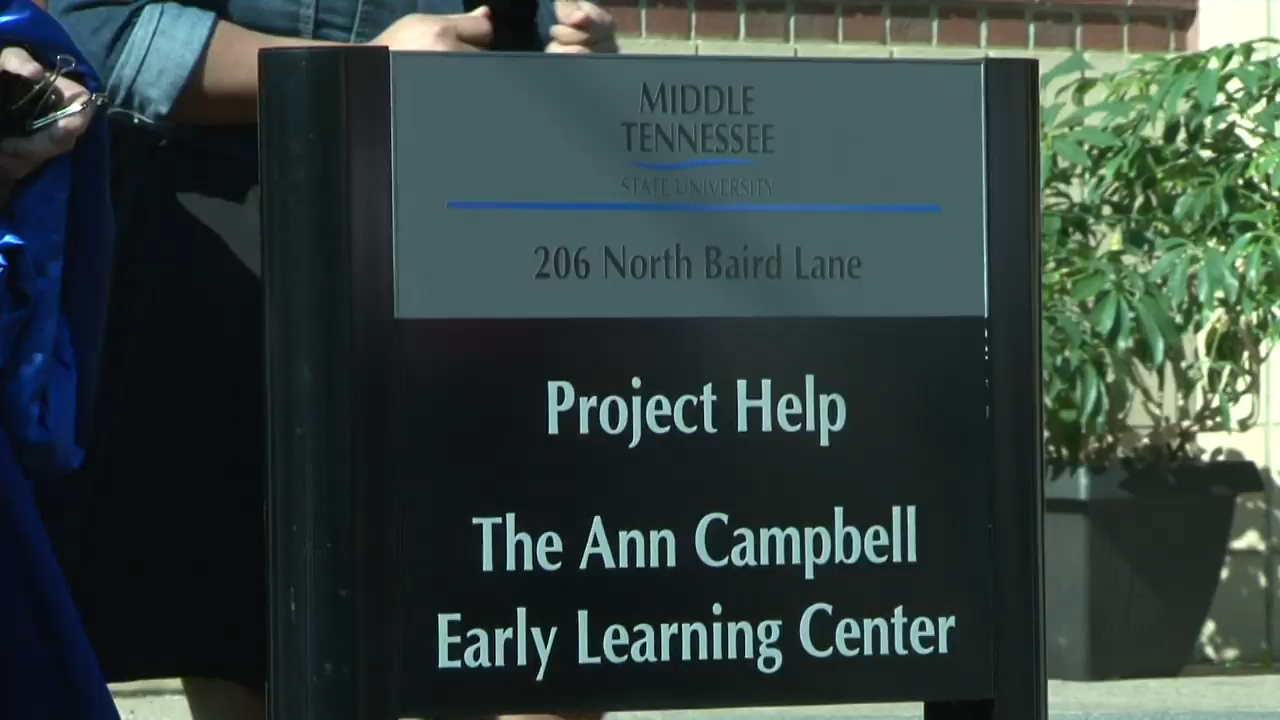 MIDDLE
TENNESSEE
STATE UNIVERSITY
206 North Baird Lane
Project Help
The Ann Campbell
Early Learning Center